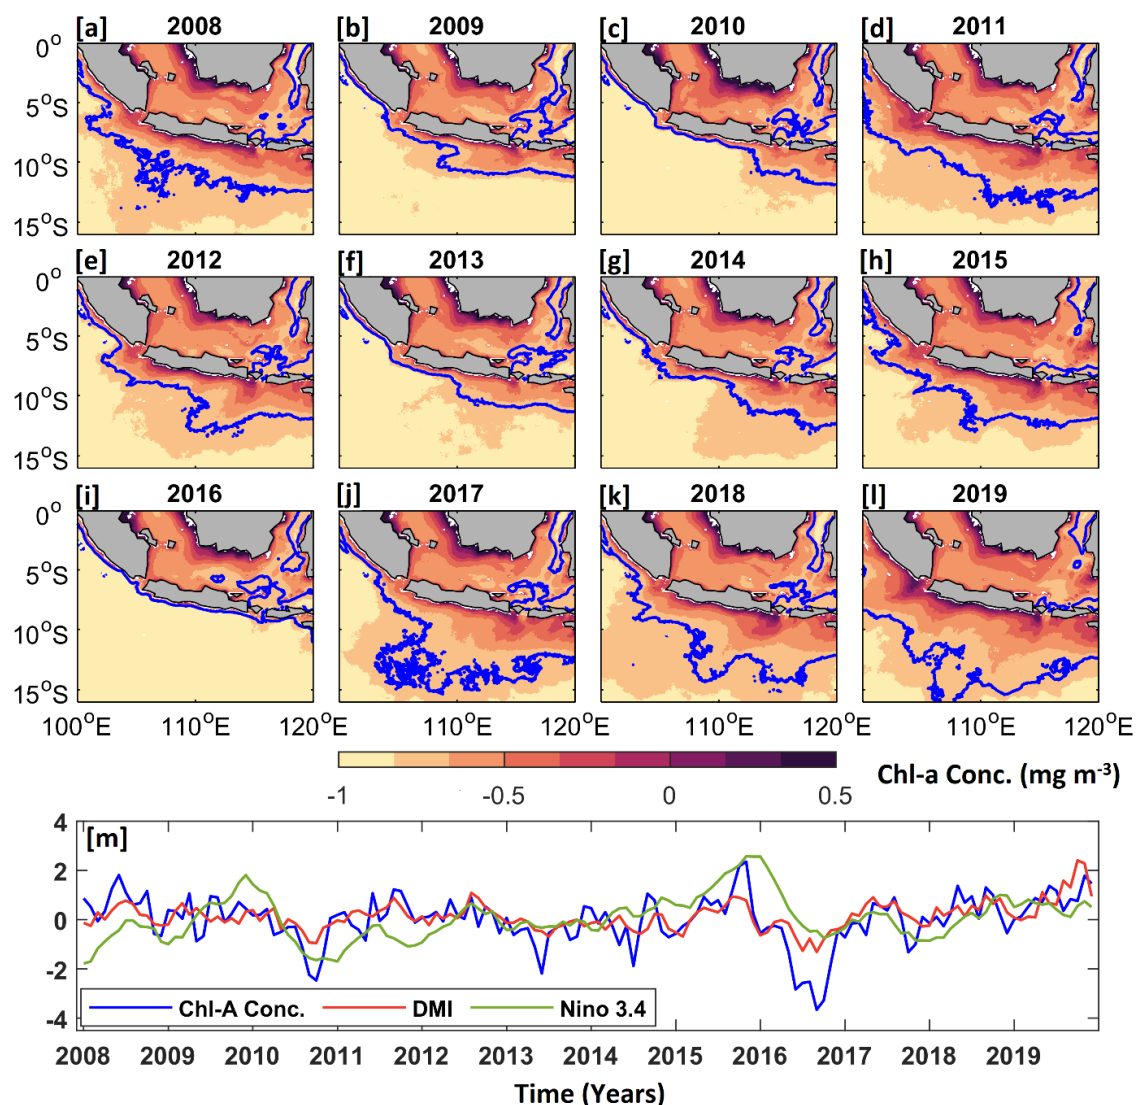 [a] 2008 [b] 2009 [c] 2010 [d] 2011
0°
5°S
10°S
15°S
[e] 2012 [f] 2013 [g] 2014 [h] 2015
0°
5°S
10°S
15°S
[i] 2016 [j] 2017 [k] 2018 [l] 2019
0°
5°S
10°S
15°S
100°E 110°E 120°E 110°E 120°E 110°E 120°E 110°E 120°E
-1 -0.5 0 0.5
Chl-a Conc. (mg m⁻³)
[m]
4
2
0
-2
-4
Chl-A Conc. DMI Nino 3.4
2008 2009 2010 2011 2012 2013 2014 2015 2016 2017 2018 2019
Time (Years)